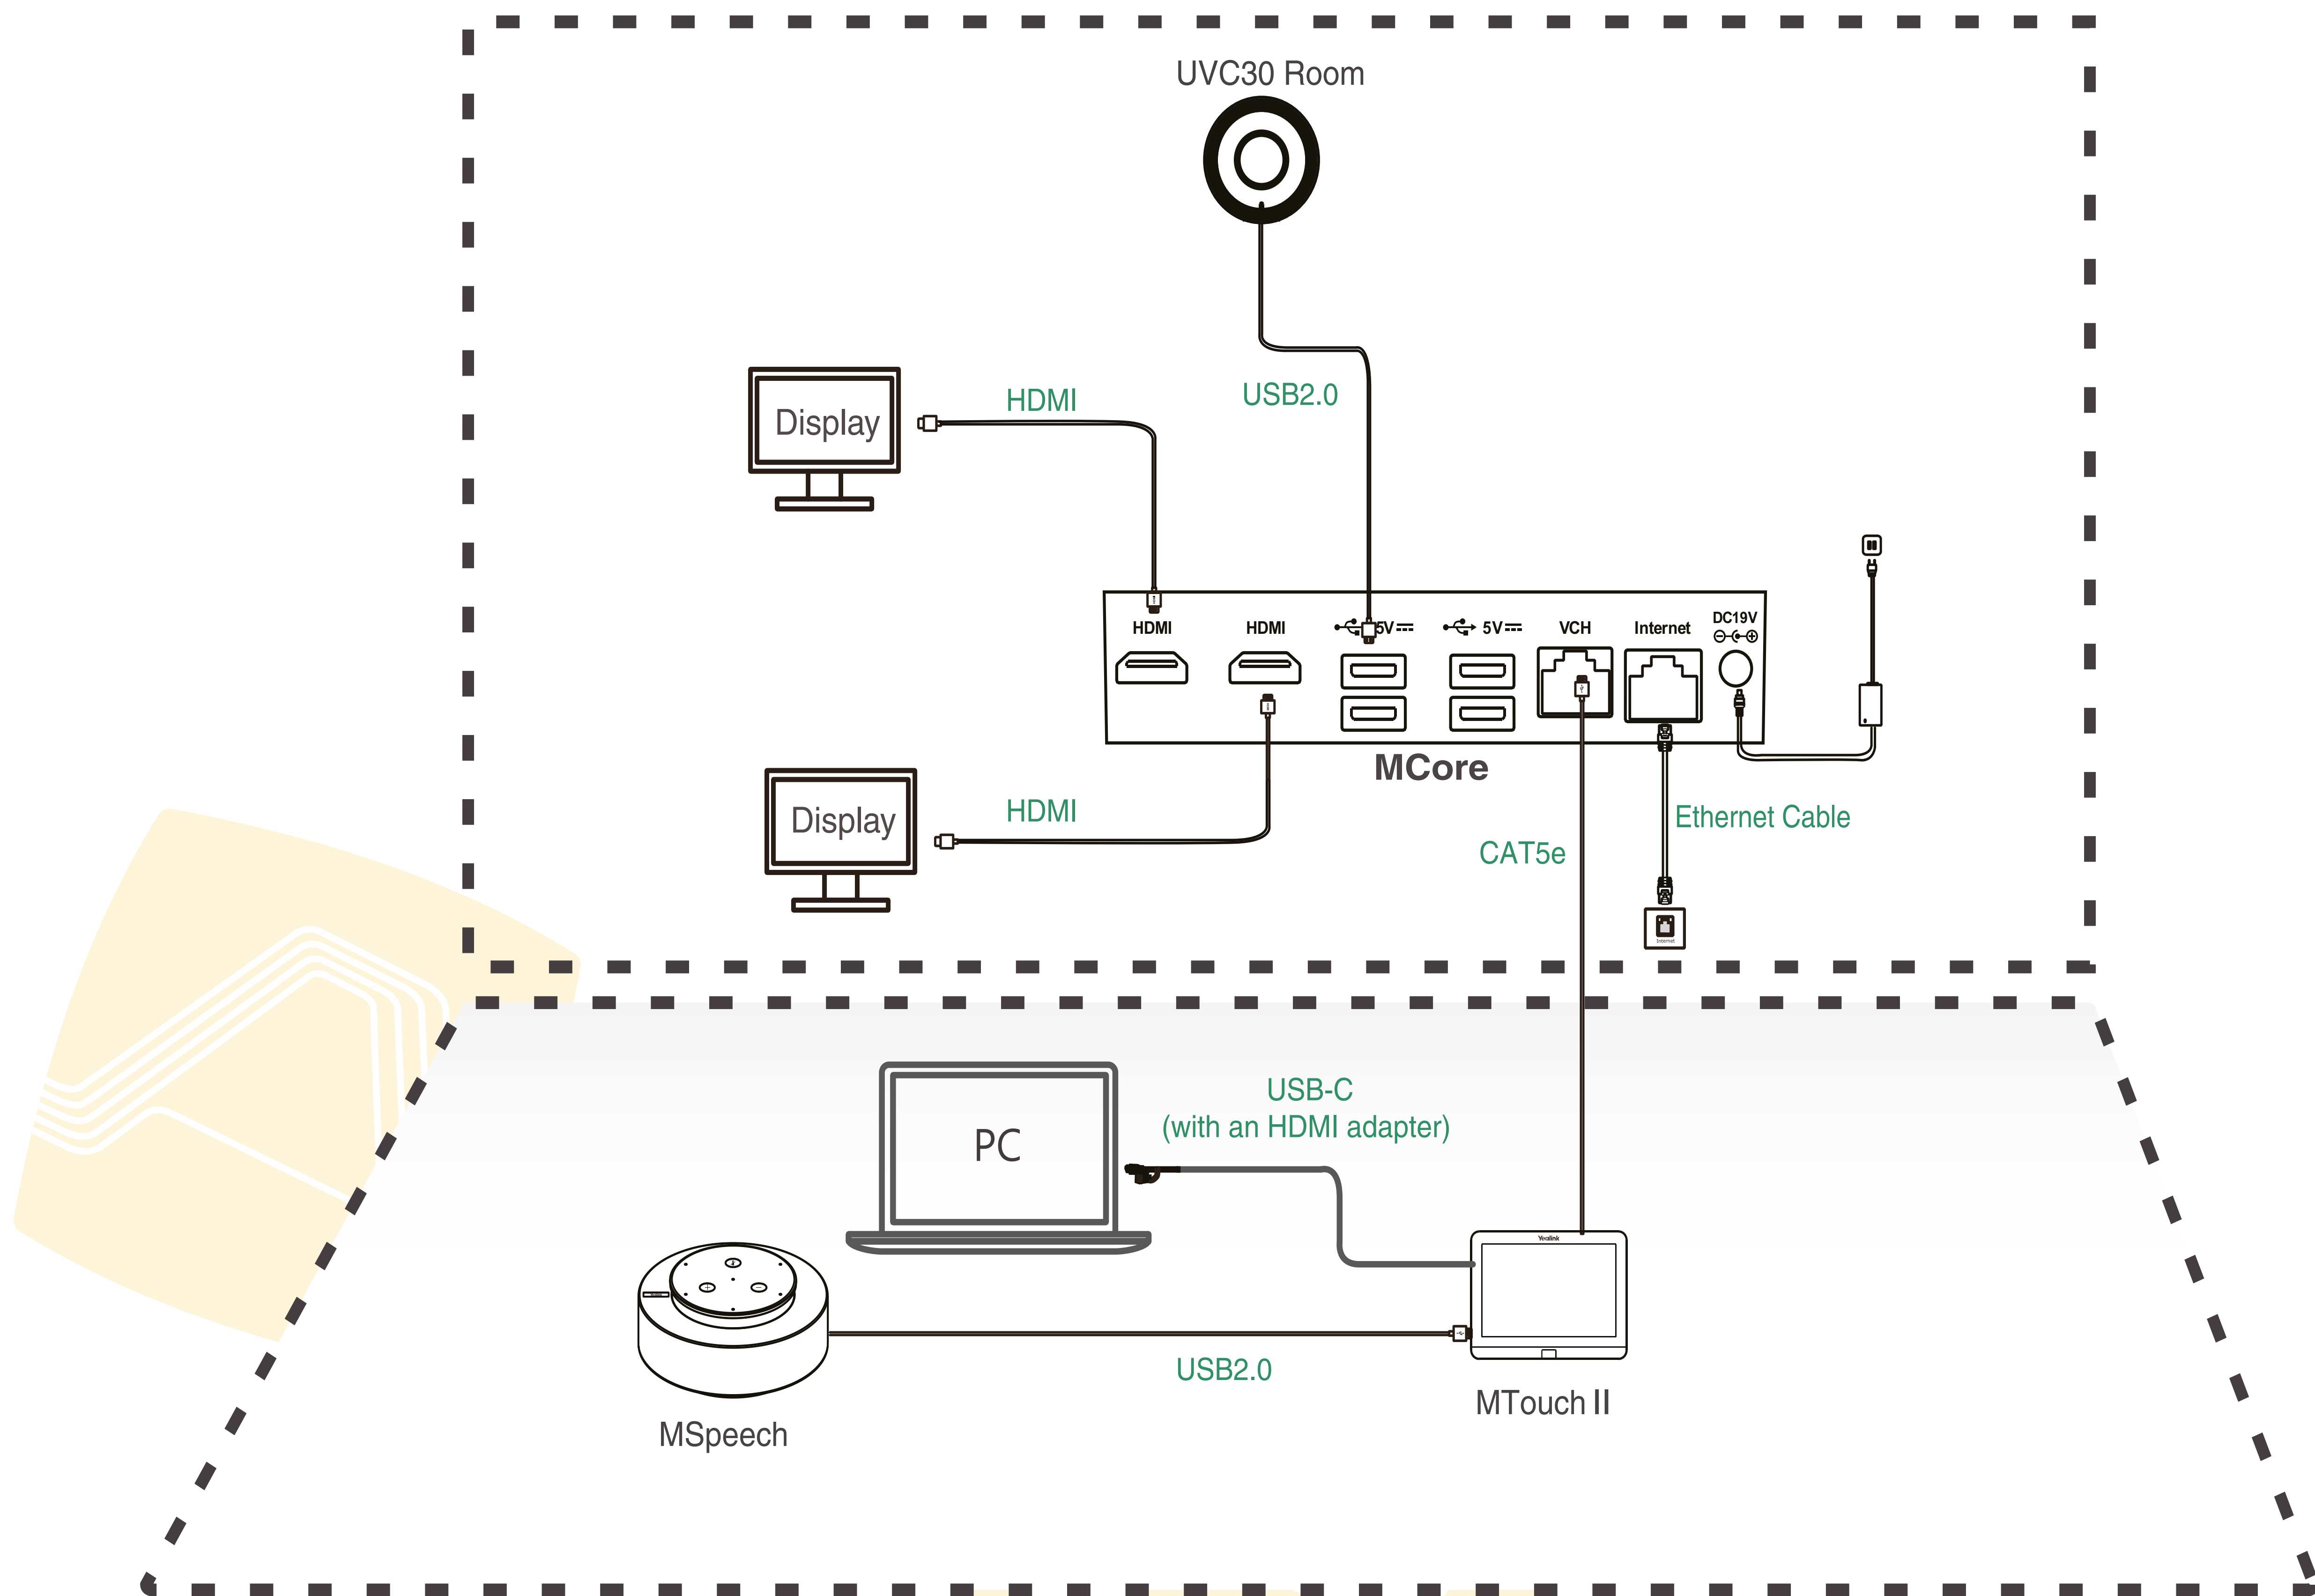 UVC30 Room
HDMI
USB2.0
Display
HDMI
HDMI
5V
5V
VCH
Internet
DC19V
MCore
Display
HDMI
Ethernet Cable
CAT5e
Internet
USB-C
(with an HDMI adapter)
PC
Yealink
USB2.0
MTouch II
MSpeech